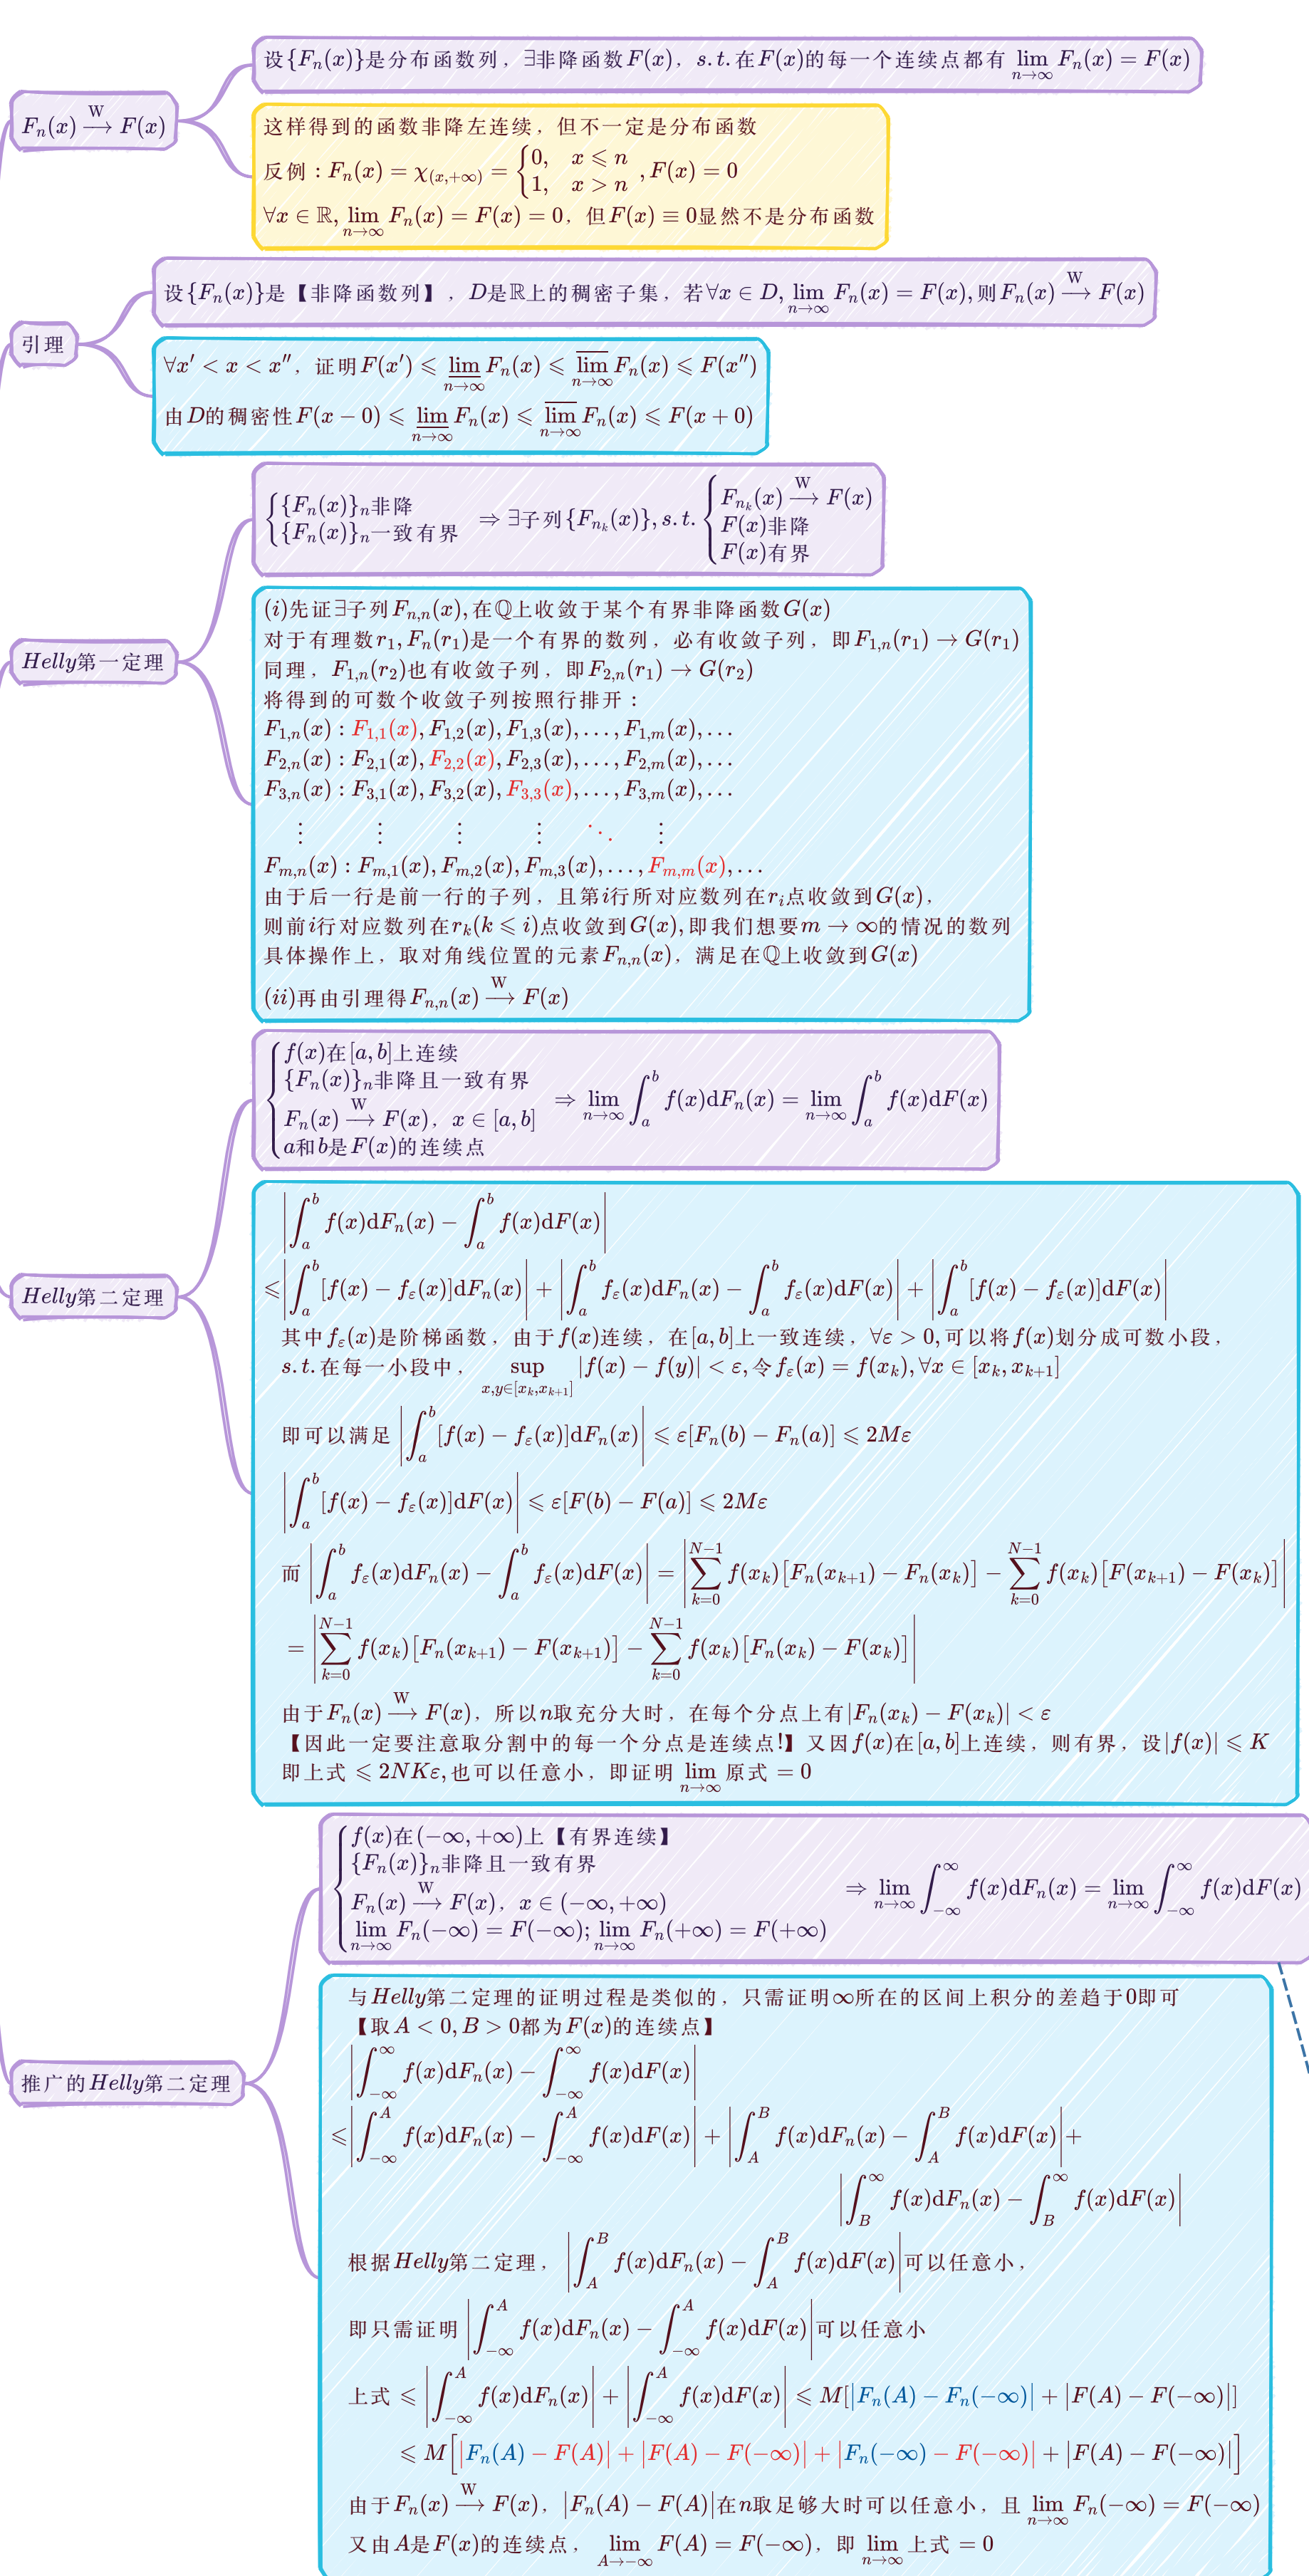 设{Fₙ(x)}是分布函数列，∃非降函数F(x)，s.t.在F(x)的每一个连续点都有 lim_{n→∞} Fₙ(x) = F(x)
Fₙ(x) →^W F(x)
这样得到的函数非降左连续，但不一定是分布函数
反例：Fₙ(x) = χ_{(x,+∞)} = { 0, x ⩽ n ; 1, x > n , F(x) = 0
∀x ∈ ℝ, lim_{n→∞} Fₙ(x) = F(x) = 0，但F(x) ≡ 0显然不是分布函数
引理
设{Fₙ(x)}是【非降函数列】，D是ℝ上的稠密子集，若∀x ∈ D, lim_{n→∞} Fₙ(x) = F(x), 则Fₙ(x) →^W F(x)
∀x′ < x < x″，证明F(x′) ⩽ \underline{lim}_{n→∞} Fₙ(x) ⩽ \overline{lim}_{n→∞} Fₙ(x) ⩽ F(x″)
由D的稠密性F(x − 0) ⩽ \underline{lim}_{n→∞} Fₙ(x) ⩽ \overline{lim}_{n→∞} Fₙ(x) ⩽ F(x + 0)
Helly第一定理
{ {Fₙ(x)}ₙ非降 ; {Fₙ(x)}ₙ一致有界 ⇒ ∃子列{F_{n_k}(x)}, s.t. { F_{n_k}(x) →^W F(x) ; F(x)非降 ; F(x)有界
(i)先证∃子列F_{n,n}(x), 在ℚ上收敛于某个有界非降函数G(x)
对于有理数r₁, Fₙ(r₁)是一个有界的数列，必有收敛子列，即F_{1,n}(r₁) → G(r₁)
同理，F_{1,n}(r₂)也有收敛子列，即F_{2,n}(r₁) → G(r₂)
将得到的可数个收敛子列按照行排开：
F_{1,n}(x) : F_{1,1}(x), F_{1,2}(x), F_{1,3}(x), …, F_{1,m}(x), …
F_{2,n}(x) : F_{2,1}(x), F_{2,2}(x), F_{2,3}(x), …, F_{2,m}(x), …
F_{3,n}(x) : F_{3,1}(x), F_{3,2}(x), F_{3,3}(x), …, F_{3,m}(x), …
⋮ ⋮ ⋮ ⋮ ⋱ ⋮
F_{m,n}(x) : F_{m,1}(x), F_{m,2}(x), F_{m,3}(x), …, F_{m,m}(x), …
由于后一行是前一行的子列，且第i行所对应数列在rᵢ点收敛到G(x)，
则前i行对应数列在r_k(k ⩽ i)点收敛到G(x), 即我们想要m → ∞的情况的数列
具体操作上，取对角线位置的元素F_{n,n}(x)，满足在ℚ上收敛到G(x)
(ii)再由引理得F_{n,n}(x) →^W F(x)
Helly第二定理
{ f(x)在[a, b]上连续 ; {Fₙ(x)}ₙ非降且一致有界 ; Fₙ(x) →^W F(x)，x ∈ [a, b] ; a和b是F(x)的连续点 ⇒ lim_{n→∞} ∫_a^b f(x)dFₙ(x) = lim_{n→∞} ∫_a^b f(x)dF(x)
|∫_a^b f(x)dFₙ(x) − ∫_a^b f(x)dF(x)|
⩽ |∫_a^b [f(x) − f_ε(x)]dFₙ(x)| + |∫_a^b f_ε(x)dFₙ(x) − ∫_a^b f_ε(x)dF(x)| + |∫_a^b [f(x) − f_ε(x)]dF(x)|
其中f_ε(x)是阶梯函数，由于f(x)连续，在[a, b]上一致连续，∀ε > 0, 可以将f(x)划分成可数小段，
s.t.在每一小段中， sup_{x,y∈[x_k,x_{k+1}]} |f(x) − f(y)| < ε, 令f_ε(x) = f(x_k), ∀x ∈ [x_k, x_{k+1}]
即可以满足 |∫_a^b [f(x) − f_ε(x)]dFₙ(x)| ⩽ ε[Fₙ(b) − Fₙ(a)] ⩽ 2Mε
|∫_a^b [f(x) − f_ε(x)]dF(x)| ⩽ ε[F(b) − F(a)] ⩽ 2Mε
而 |∫_a^b f_ε(x)dFₙ(x) − ∫_a^b f_ε(x)dF(x)| = |∑_{k=0}^{N−1} f(x_k)[Fₙ(x_{k+1}) − Fₙ(x_k)] − ∑_{k=0}^{N−1} f(x_k)[F(x_{k+1}) − F(x_k)]|
= |∑_{k=0}^{N−1} f(x_k)[Fₙ(x_{k+1}) − F(x_{k+1})] − ∑_{k=0}^{N−1} f(x_k)[Fₙ(x_k) − F(x_k)]|
由于Fₙ(x) →^W F(x)，所以n取充分大时，在每个分点上有|Fₙ(x_k) − F(x_k)| < ε
【因此一定要注意取分割中的每一个分点是连续点!】又因f(x)在[a, b]上连续，则有界，设|f(x)| ⩽ K
即上式 ⩽ 2NKε, 也可以任意小，即证明 lim_{n→∞} 原式 = 0
推广的Helly第二定理
{ f(x)在(−∞, +∞)上【有界连续】 ; {Fₙ(x)}ₙ非降且一致有界 ; Fₙ(x) →^W F(x)，x ∈ (−∞, +∞) ; lim_{n→∞} Fₙ(−∞) = F(−∞); lim_{n→∞} Fₙ(+∞) = F(+∞) ⇒ lim_{n→∞} ∫_{−∞}^{∞} f(x)dFₙ(x) = lim_{n→∞} ∫_{−∞}^{∞} f(x)dF(x)
与Helly第二定理的证明过程是类似的，只需证明∞所在的区间上积分的差趋于0即可
【取A < 0, B > 0都为F(x)的连续点】
|∫_{−∞}^{∞} f(x)dFₙ(x) − ∫_{−∞}^{∞} f(x)dF(x)|
⩽ |∫_{−∞}^A f(x)dFₙ(x) − ∫_{−∞}^A f(x)dF(x)| + |∫_A^B f(x)dFₙ(x) − ∫_A^B f(x)dF(x)| +
|∫_B^∞ f(x)dFₙ(x) − ∫_B^∞ f(x)dF(x)|
根据Helly第二定理， |∫_A^B f(x)dFₙ(x) − ∫_A^B f(x)dF(x)| 可以任意小，
即只需证明 |∫_{−∞}^A f(x)dFₙ(x) − ∫_{−∞}^A f(x)dF(x)| 可以任意小
上式 ⩽ |∫_{−∞}^A f(x)dFₙ(x)| + |∫_{−∞}^A f(x)dF(x)| ⩽ M[|Fₙ(A) − Fₙ(−∞)| + |F(A) − F(−∞)|]
⩽ M[|Fₙ(A) − F(A)| + |F(A) − F(−∞)| + |Fₙ(−∞) − F(−∞)| + |F(A) − F(−∞)|]
由于Fₙ(x) →^W F(x)，|Fₙ(A) − F(A)|在n取足够大时可以任意小，且 lim_{n→∞} Fₙ(−∞) = F(−∞)
又由A是F(x)的连续点， lim_{A→−∞} F(A) = F(−∞)，即 lim_{n→∞} 上式 = 0